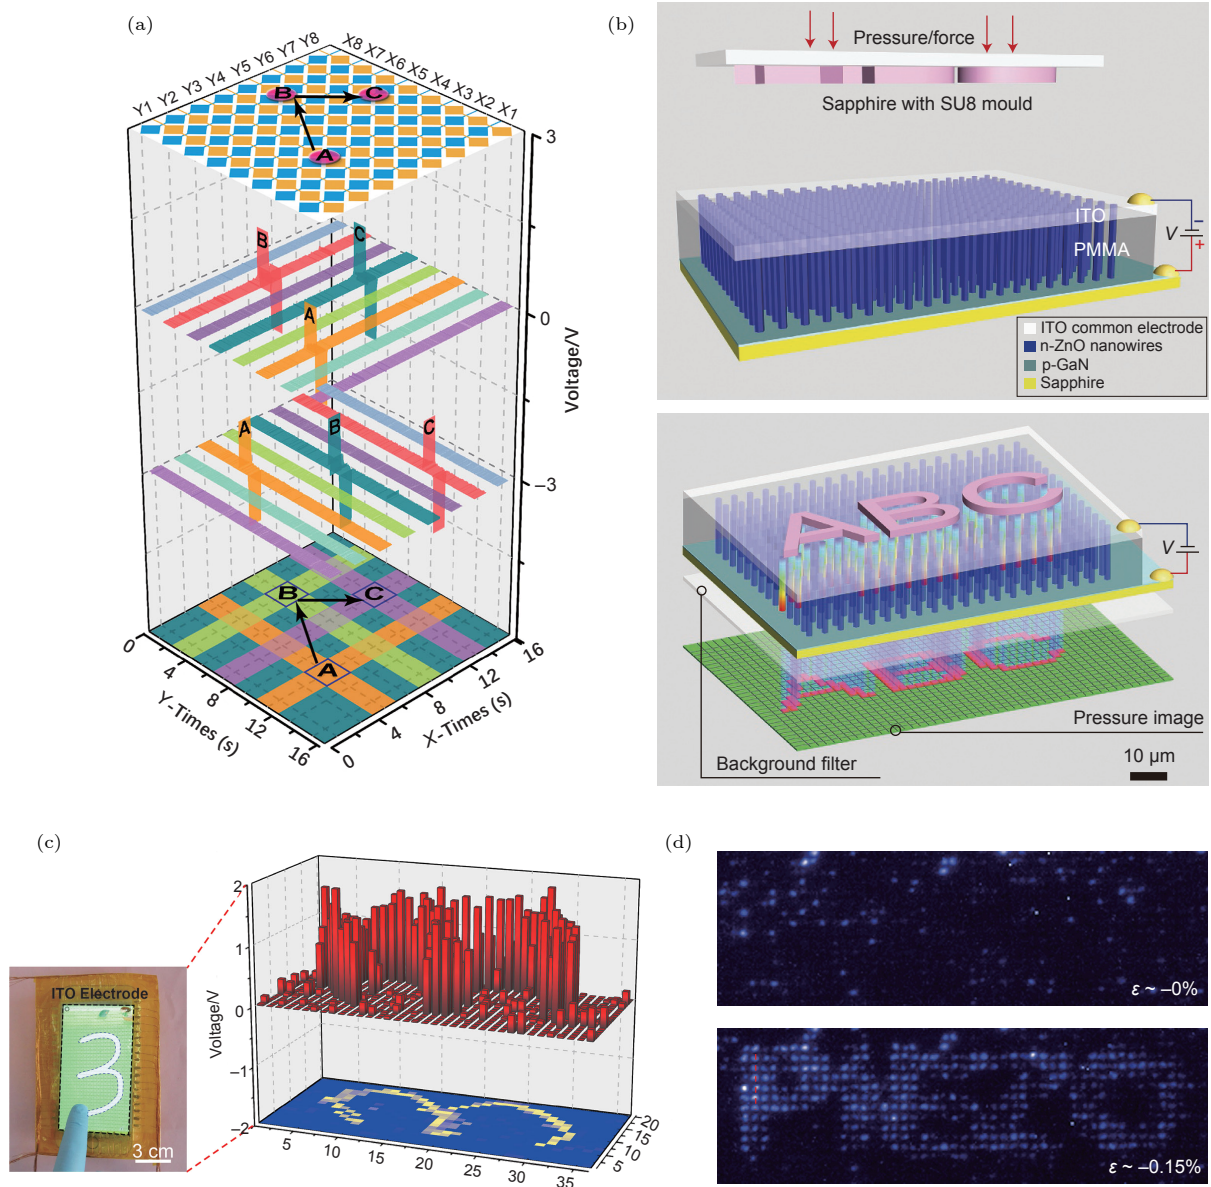 (a)
Y1 Y2 Y3 Y4 Y5 Y6 Y7 Y8
X8 X7 X6 X5 X4 X3 X2 X1
B C
A
3
0
−3
Voltage/V
B C
A
A B C
B C
A
0 4 8 12 16
Y-Times (s)
0 4 8 12 16
X-Times (s)
(b)
Pressure/force
Sapphire with SU8 mould
ITO
PMMA
V
−
+
ITO common electrode
n-ZnO nanowires
p-GaN
Sapphire
ABC
V
ABC
Pressure image
Background filter
10 µm
(c)
ITO Electrode
3
3 cm
2
1
0
−1
−2
Voltage/V
5 10 15 20 25 30 35
5 10 15 20
(d)
ε ~ −0%
PIEZO
ε ~ −0.15%